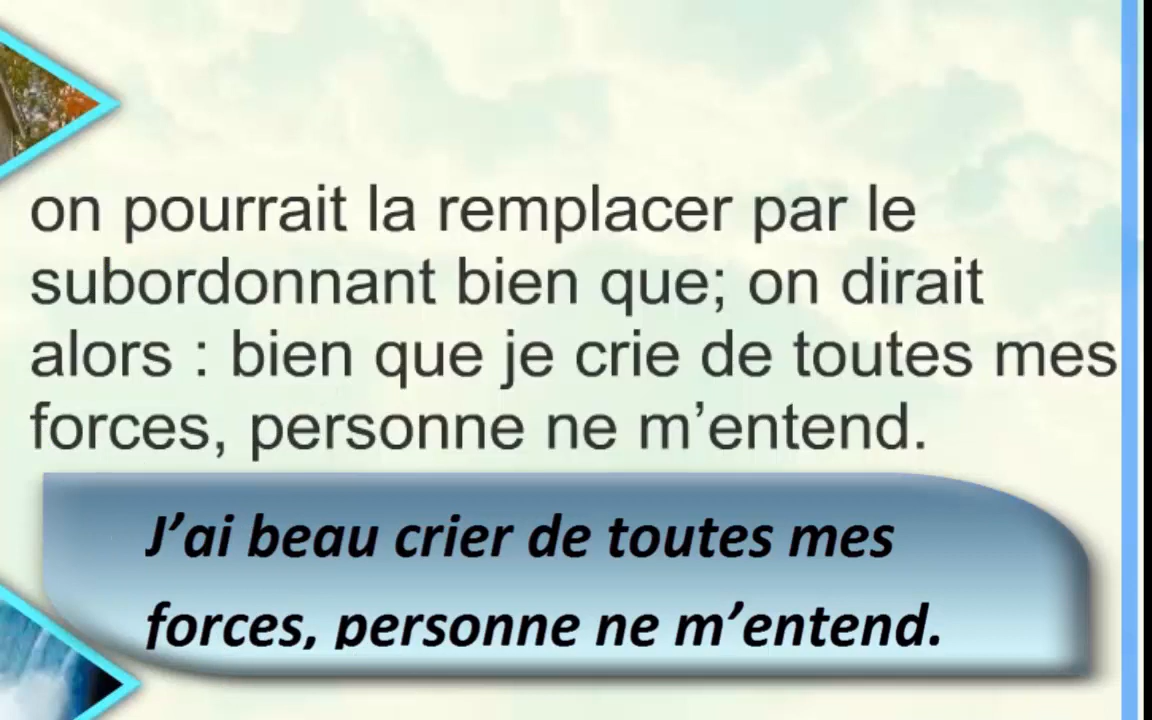 on pourrait la remplacer par le
subordonnant bien que; on dirait
alors : bien que je crie de toutes mes
forces, personne ne m’entend.
J’ai beau crier de toutes mes
forces, personne ne m’entend.